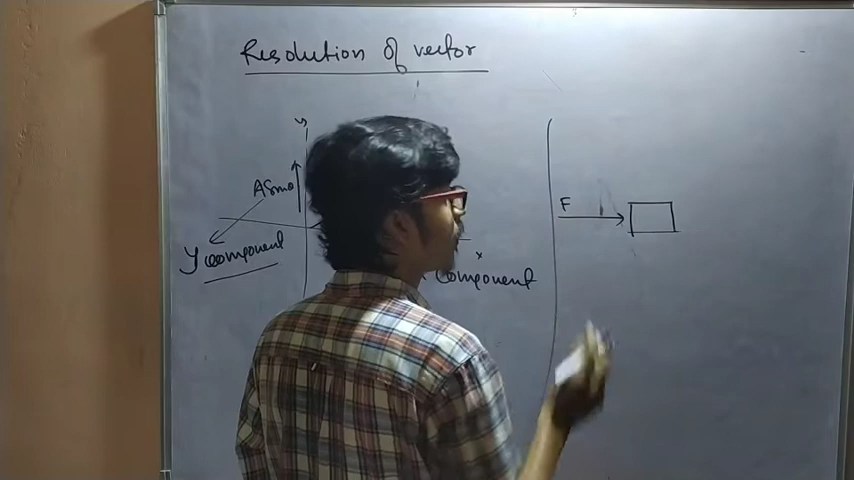 Resolution of vector
y
ASinθ
F
y component
x
component